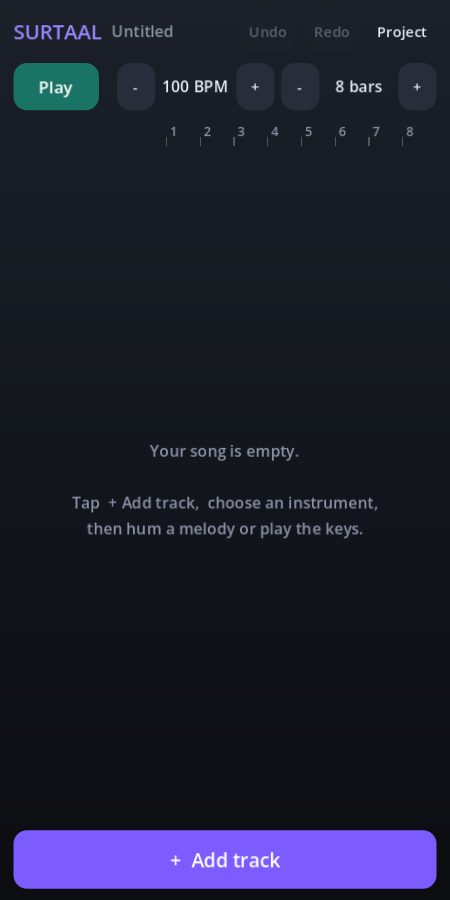 SURTAAL Untitled Undo Redo Project
Play - 100 BPM + - 8 bars +
1 2 3 4 5 6 7 8
Your song is empty.
Tap + Add track, choose an instrument,
then hum a melody or play the keys.
+ Add track